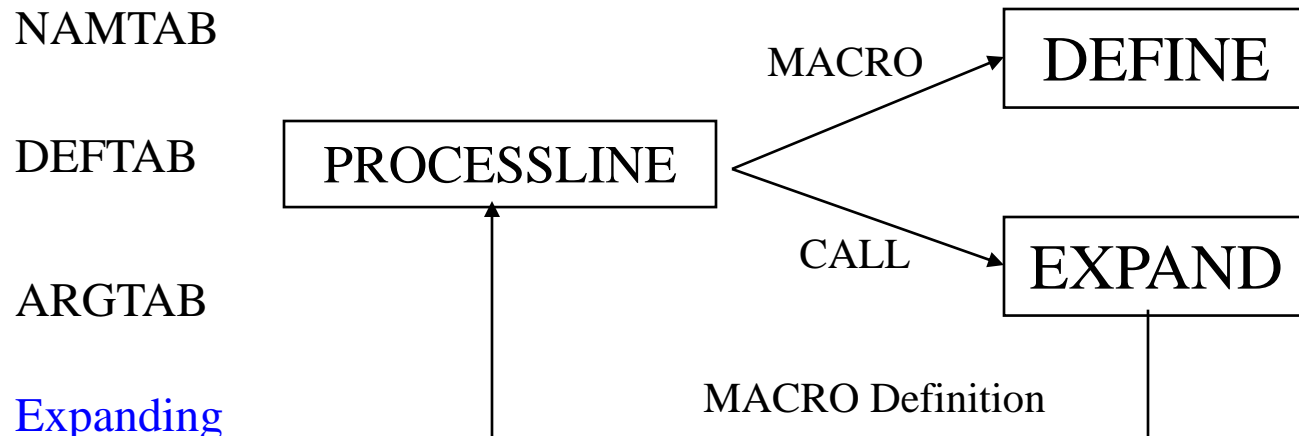 NAMTAB
MACRO
DEFINE
DEFTAB
PROCESSLINE
CALL
EXPAND
ARGTAB
MACRO Definition
Expanding